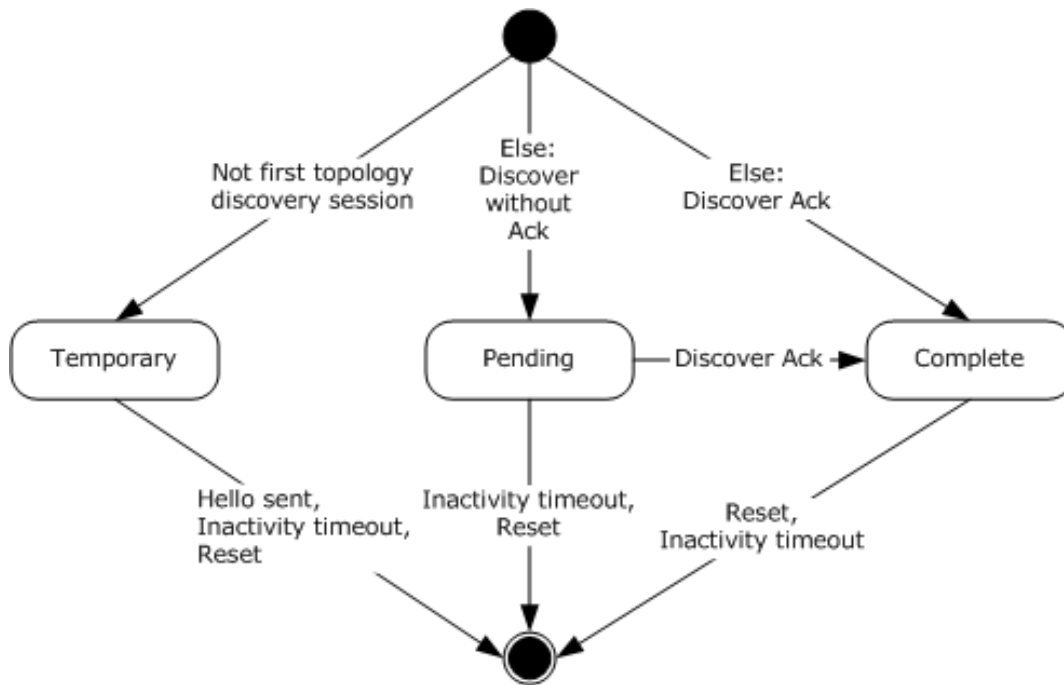 Not first topology
discovery session
Else:
Discover
without
Ack
Else:
Discover Ack
Temporary
Pending
Discover Ack
Complete
Hello sent,
Inactivity timeout,
Reset
Inactivity timeout,
Reset
Reset,
Inactivity timeout